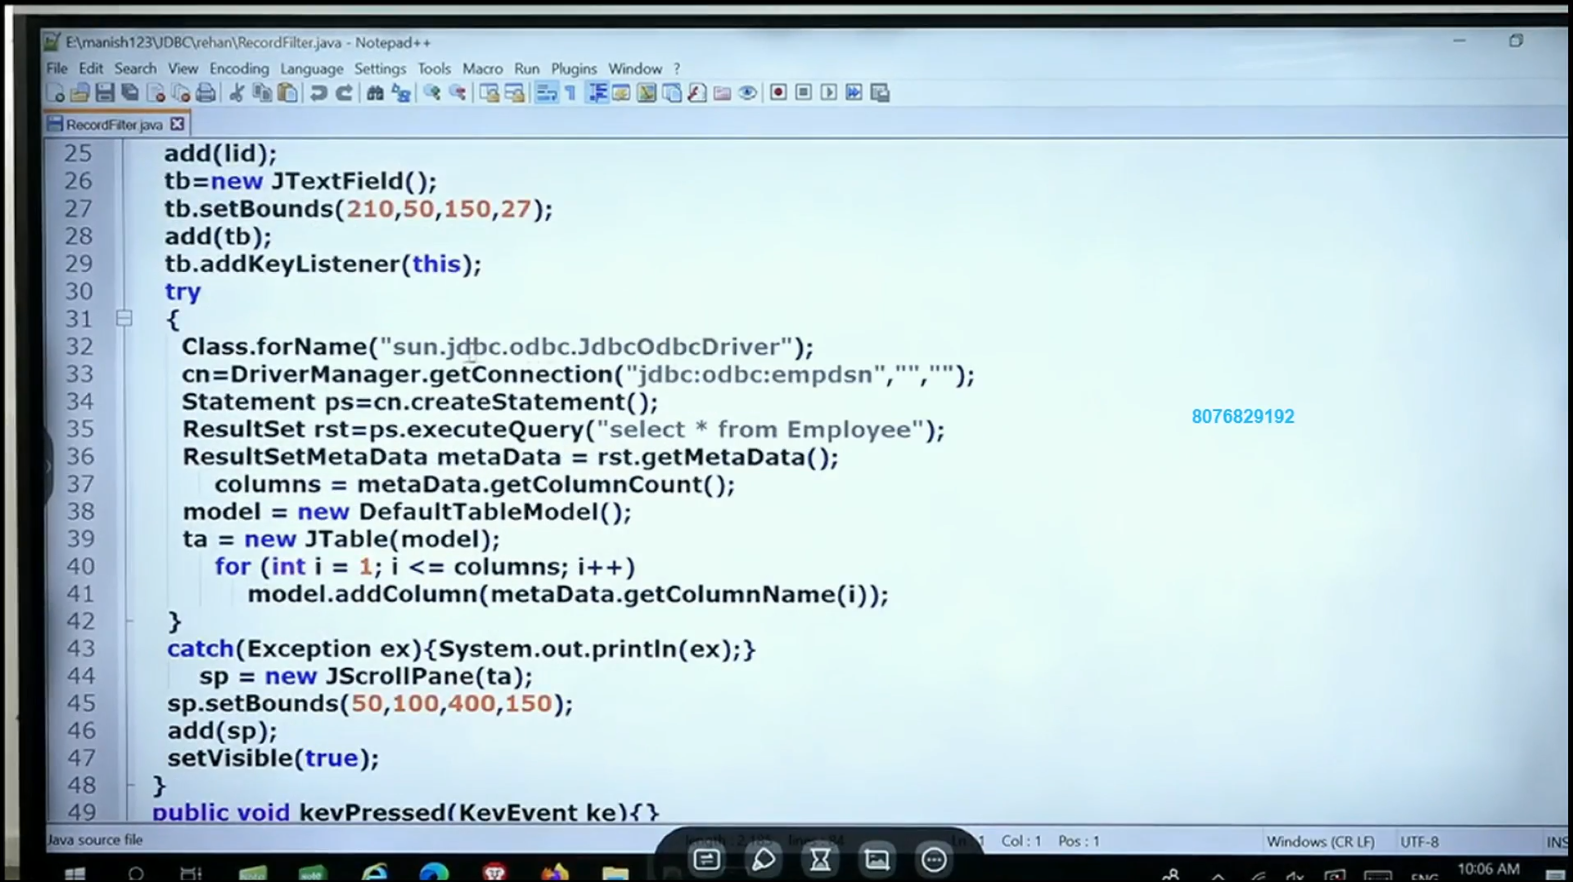 E:\manish123\JDBC\rehan\RecordFilter.java - Notepad++
File Edit Search View Encoding Language Settings Tools Macro Run Plugins Window ?
RecordFilter.java
25 add(lid);
26 tb=new JTextField();
27 tb.setBounds(210,50,150,27);
28 add(tb);
29 tb.addKeyListener(this);
30 try
31 {
32 Class.forName("sun.jdbc.odbc.JdbcOdbcDriver");
33 cn=DriverManager.getConnection("jdbc:odbc:empdsn","","");
34 Statement ps=cn.createStatement();
35 ResultSet rst=ps.executeQuery("select * from Employee");
36 ResultSetMetaData metaData = rst.getMetaData();
37 columns = metaData.getColumnCount();
38 model = new DefaultTableModel();
39 ta = new JTable(model);
40 for (int i = 1; i <= columns; i++)
41 model.addColumn(metaData.getColumnName(i));
42 }
43 catch(Exception ex){System.out.println(ex);}
44 sp = new JScrollPane(ta);
45 sp.setBounds(50,100,400,150);
46 add(sp);
47 setVisible(true);
48 }
49 public void keyPressed(KeyEvent ke){}
8076829192
Java source file
Col : 1 Pos : 1 Windows (CR LF) UTF-8 INS
ENG 10:06 AM